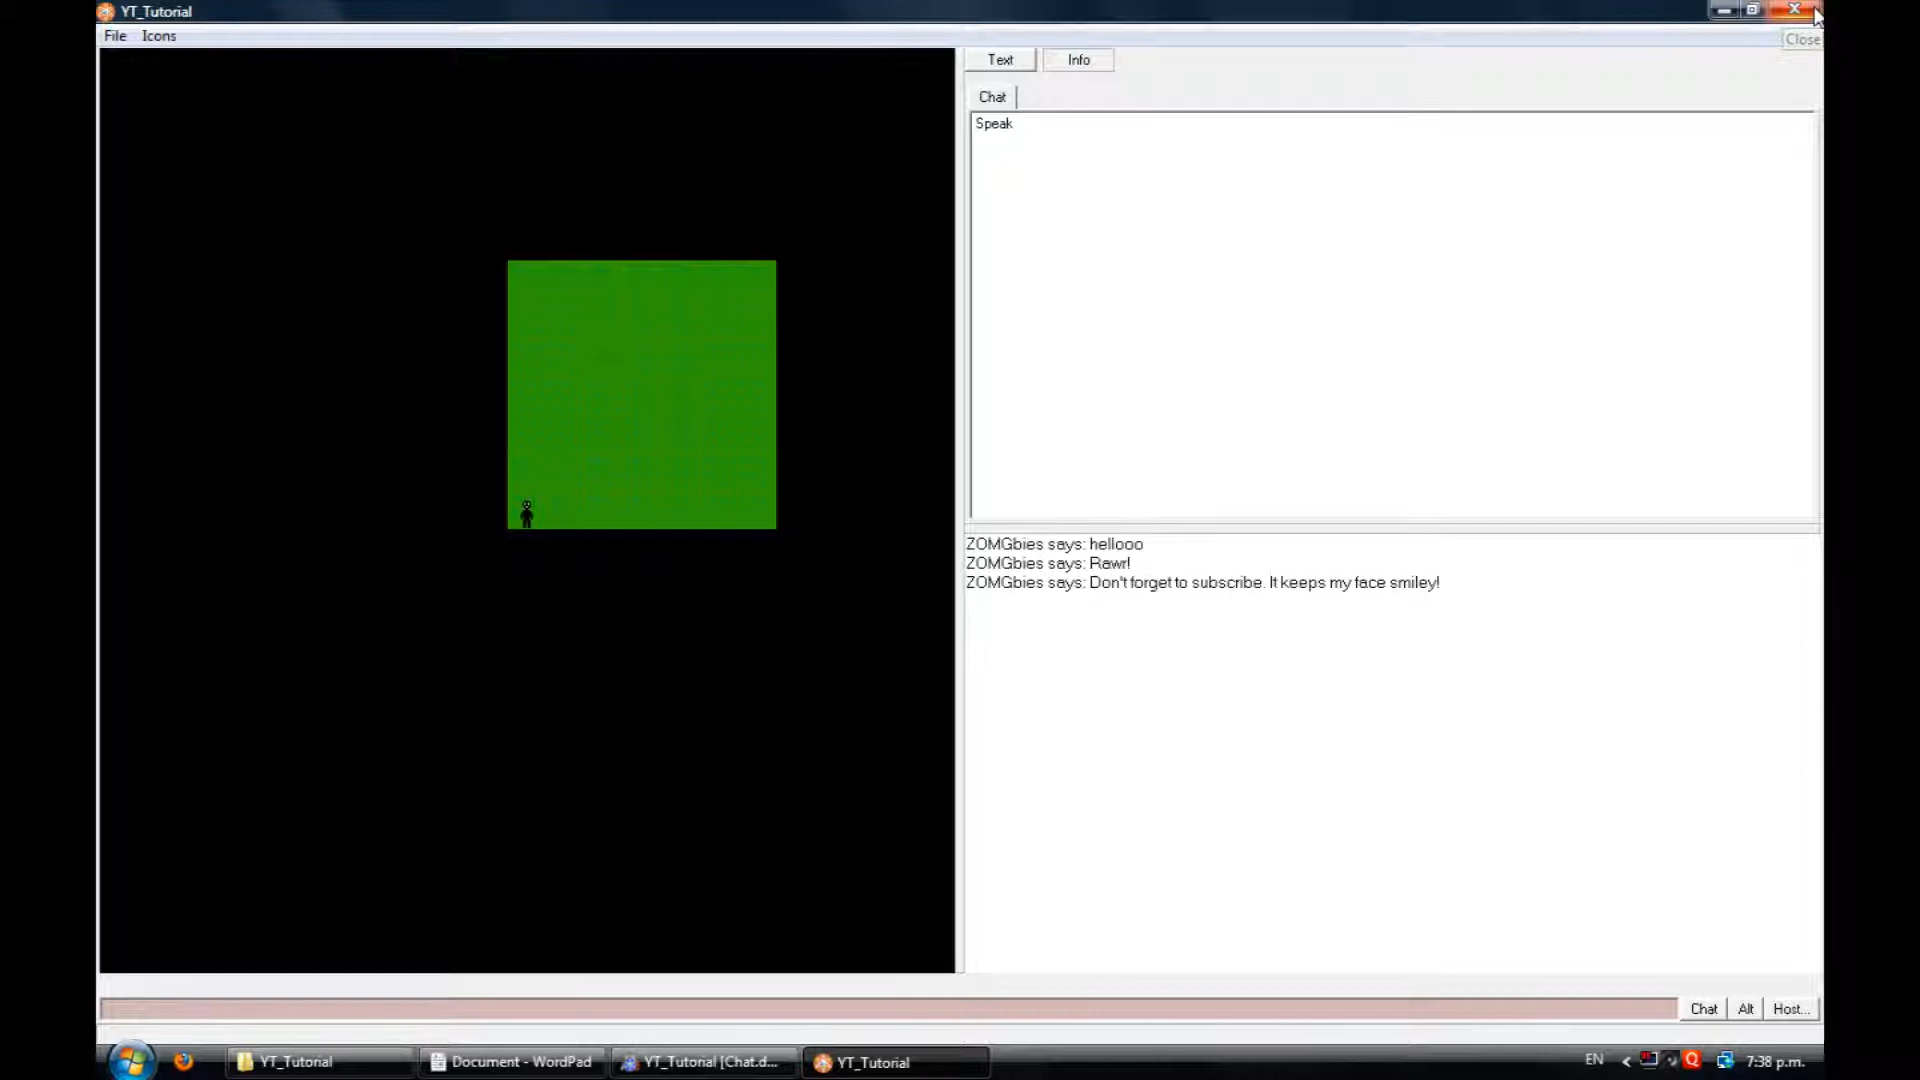 YT_Tutorial
File Icons
Close
Text Info
Chat
Speak
ZOMGbies says: hellooo
ZOMGbies says: Rawr!
ZOMGbies says: Don't forget to subscribe. It keeps my face smiley!
Chat Alt Host...
YT_Tutorial Document - WordPad YT_Tutorial [Chat.d... YT_Tutorial EN 7:38 p.m.